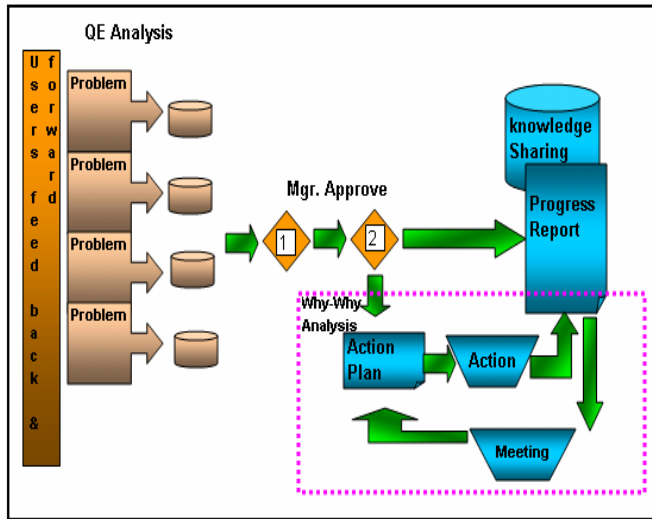 QE Analysis
Users feed back &
forward
Problem
Problem
Problem
Problem
Mgr. Approve
1
2
knowledge
Sharing
Progress
Report
Why-Why
Analysis
Action
Plan
Action
Meeting